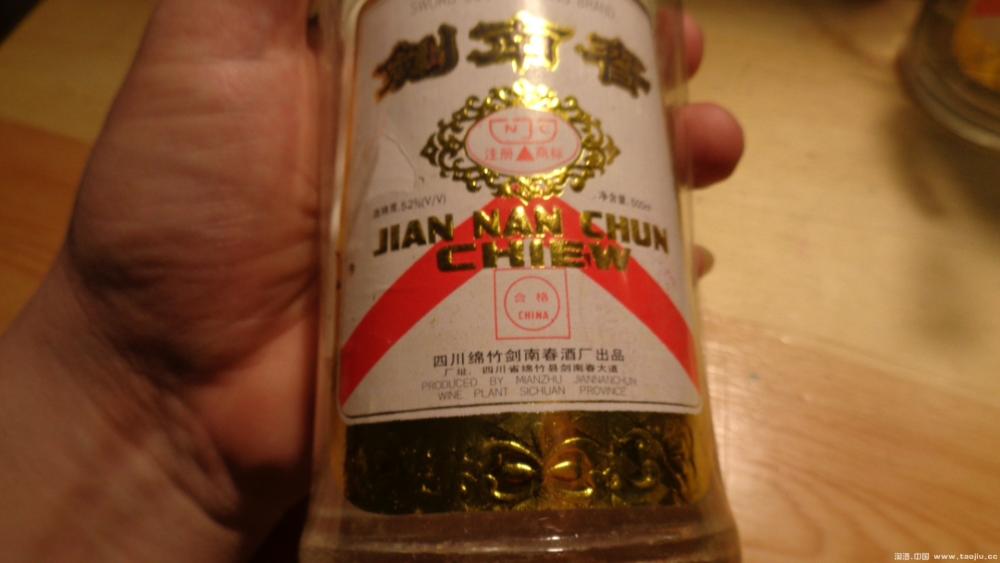 剑南春
N C
注册 商标
酒精度.52%(V/V) 净含量.500ml
JIAN NAN CHUN
CHIEW
合格
CHINA
四川绵竹剑南春酒厂出品
厂址. 四川省绵竹县剑南春大道
PRODUCED BY MIANZHU JIANNANCHUN
WINE PLANT SICHUAN PROVINCE
淘酒.中国 www.taojiu.cc